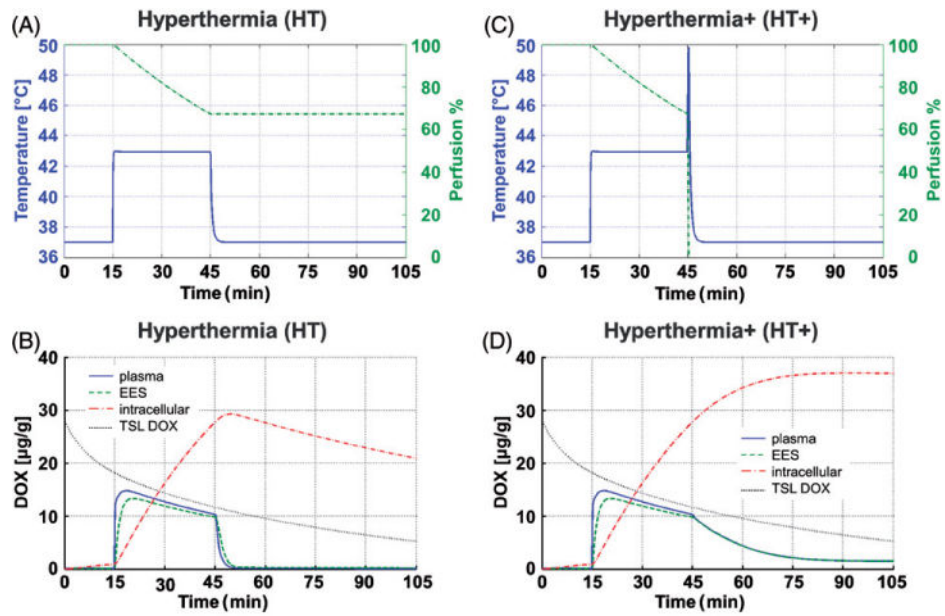 (A) Hyperthermia (HT)
50
48
46
44
42
40
38
36
Temperature [°C]
100
80
60
40
20
0
Perfusion %
0 15 30 45 60 75 90 105
Time (min)
(C) Hyperthermia+ (HT+)
50
48
46
44
42
40
38
36
Temperature [°C]
100
80
60
40
20
0
Perfusion %
0 15 30 45 60 75 90 105
Time (min)
(B) Hyperthermia (HT)
40
30
20
10
0
DOX [µg/g]
plasma
EES
intracellular
TSL DOX
0 15 30 45 60 75 90 105
Time (min)
(D) Hyperthermia+ (HT+)
40
30
20
10
0
DOX [µg/g]
plasma
EES
intracellular
TSL DOX
0 15 30 45 60 75 90 105
Time (min)